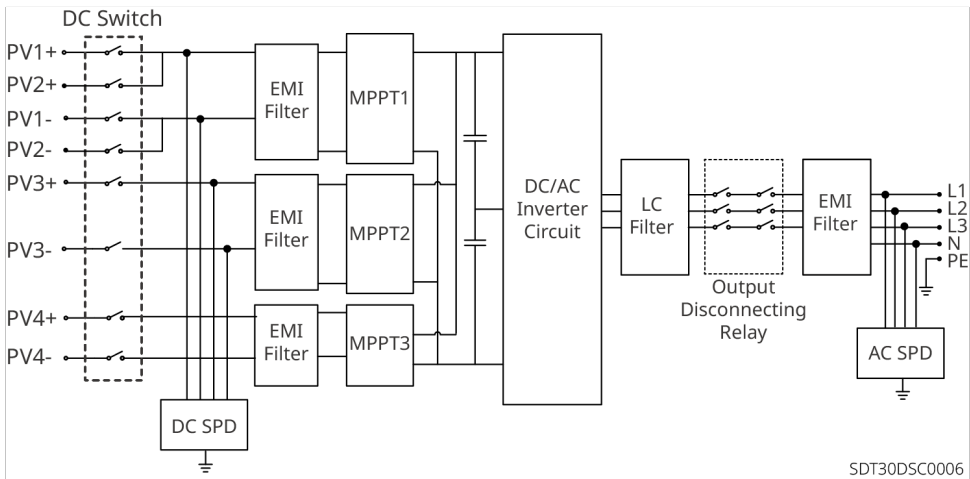 DC Switch
PV1+
PV2+
PV1-
PV2-
PV3+
PV3-
PV4+
PV4-
EMI
Filter
MPPT1
EMI
Filter
MPPT2
EMI
Filter
MPPT3
DC SPD
DC/AC
Inverter
Circuit
LC
Filter
Output
Disconnecting
Relay
EMI
Filter
L1
L2
L3
N
PE
AC SPD
SDT30DSC0006